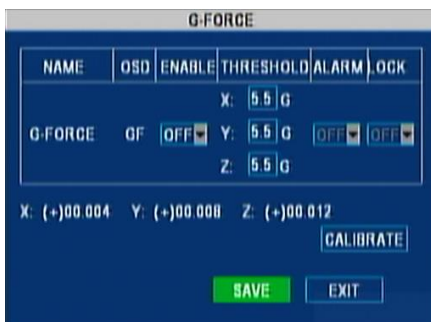 G-FORCE
NAME OSD ENABLE THRESHOLD ALARM LOCK
X: 5.5 G
G-FORCE GF OFF Y: 5.5 G OFF OFF
Z: 5.5 G
X: (+)00.004 Y: (+)00.008 Z: (+)00.012
CALIBRATE
SAVE EXIT